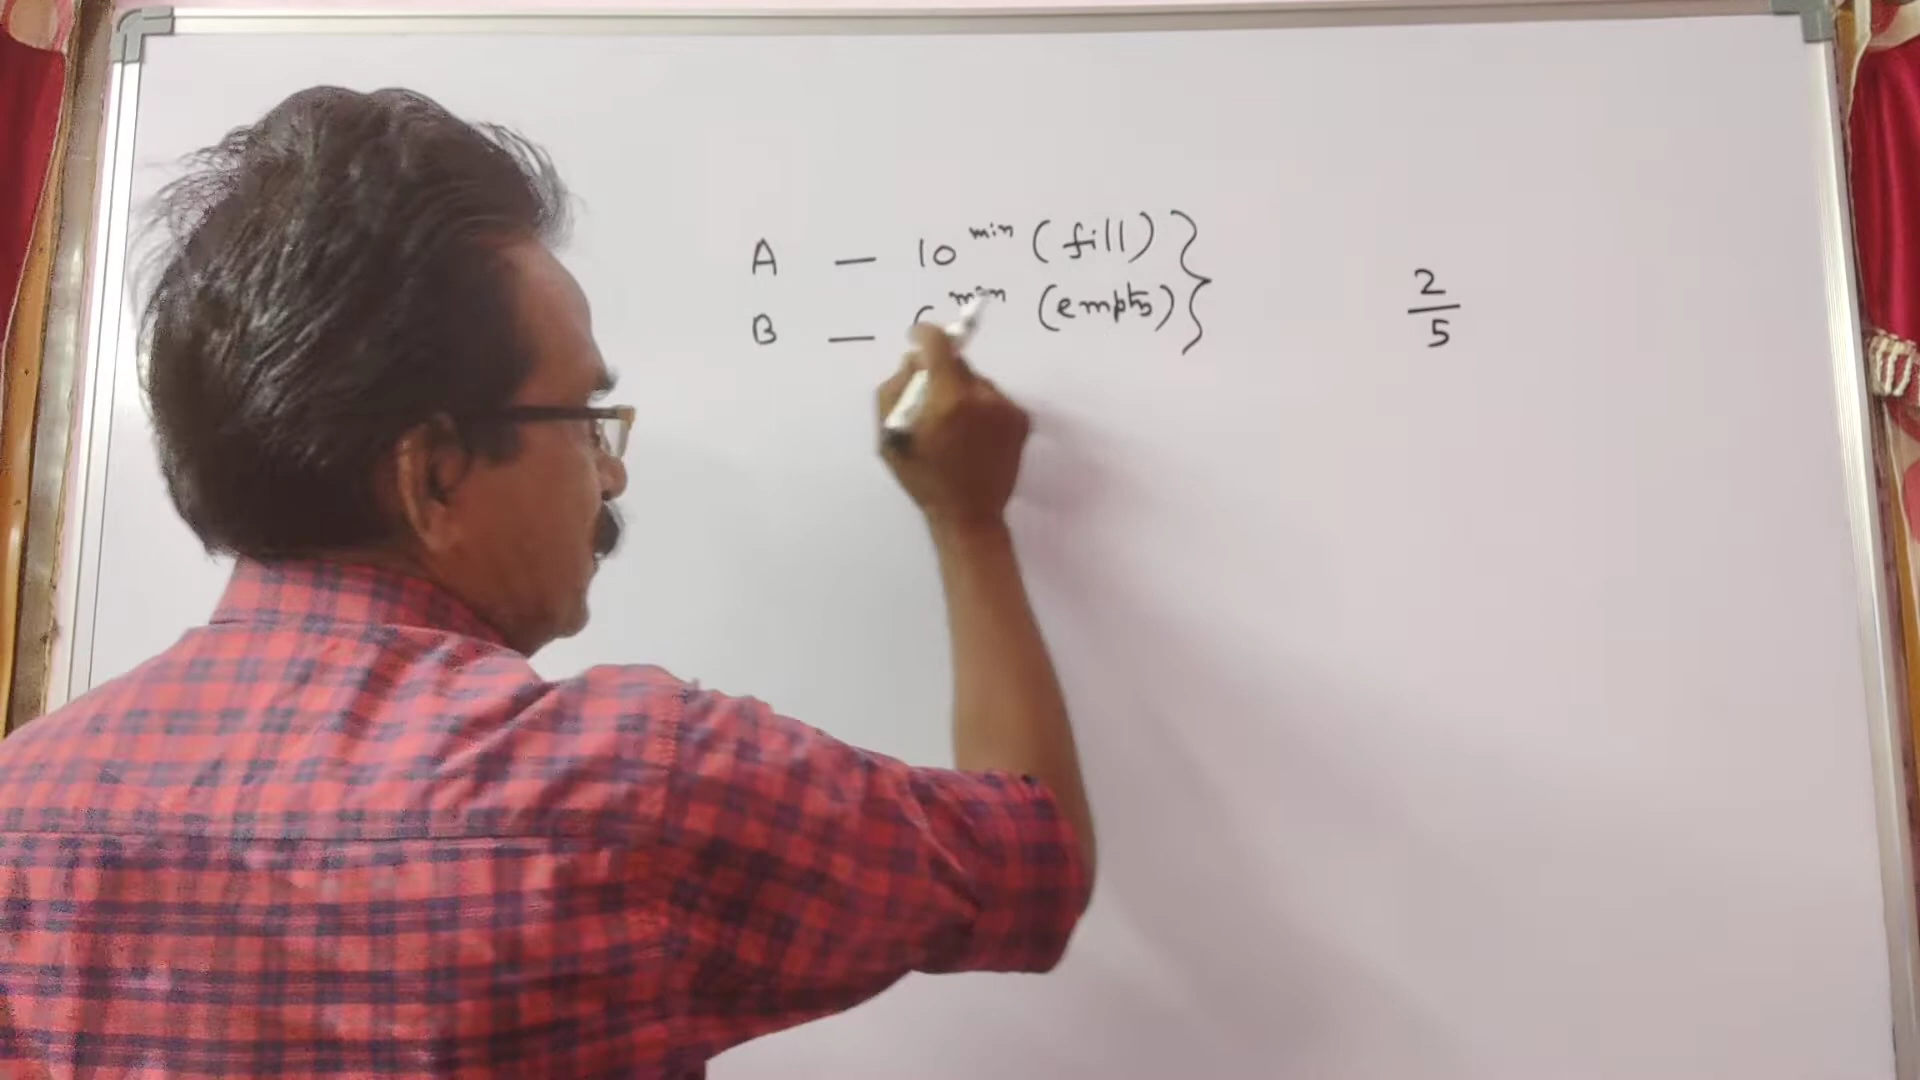 A — 10 min (fill)
B — min (empty)
2
5